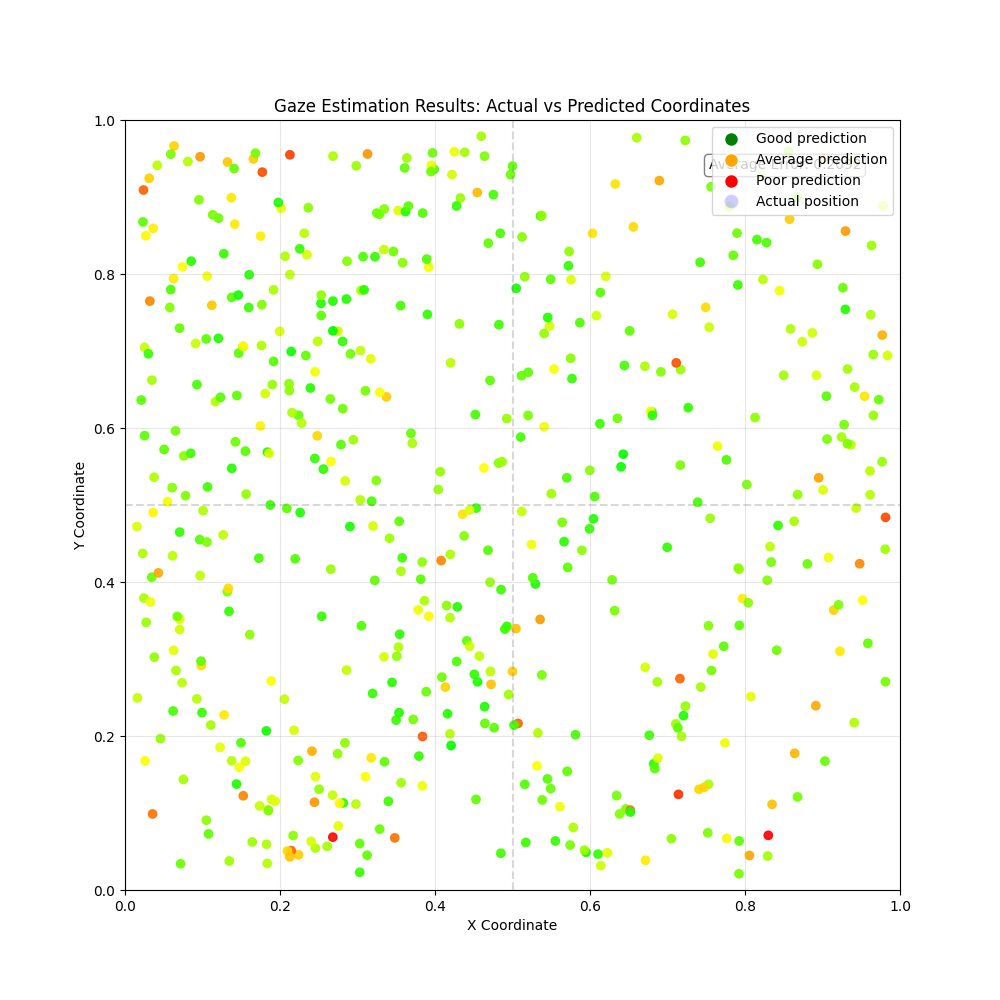 Gaze Estimation Results: Actual vs Predicted Coordinates
1.0
0.8
0.6
0.4
0.2
0.0
Y Coordinate
0.0 0.2 0.4 0.6 0.8 1.0
X Coordinate
Good prediction
Average prediction
Poor prediction
Actual position
Average Error: